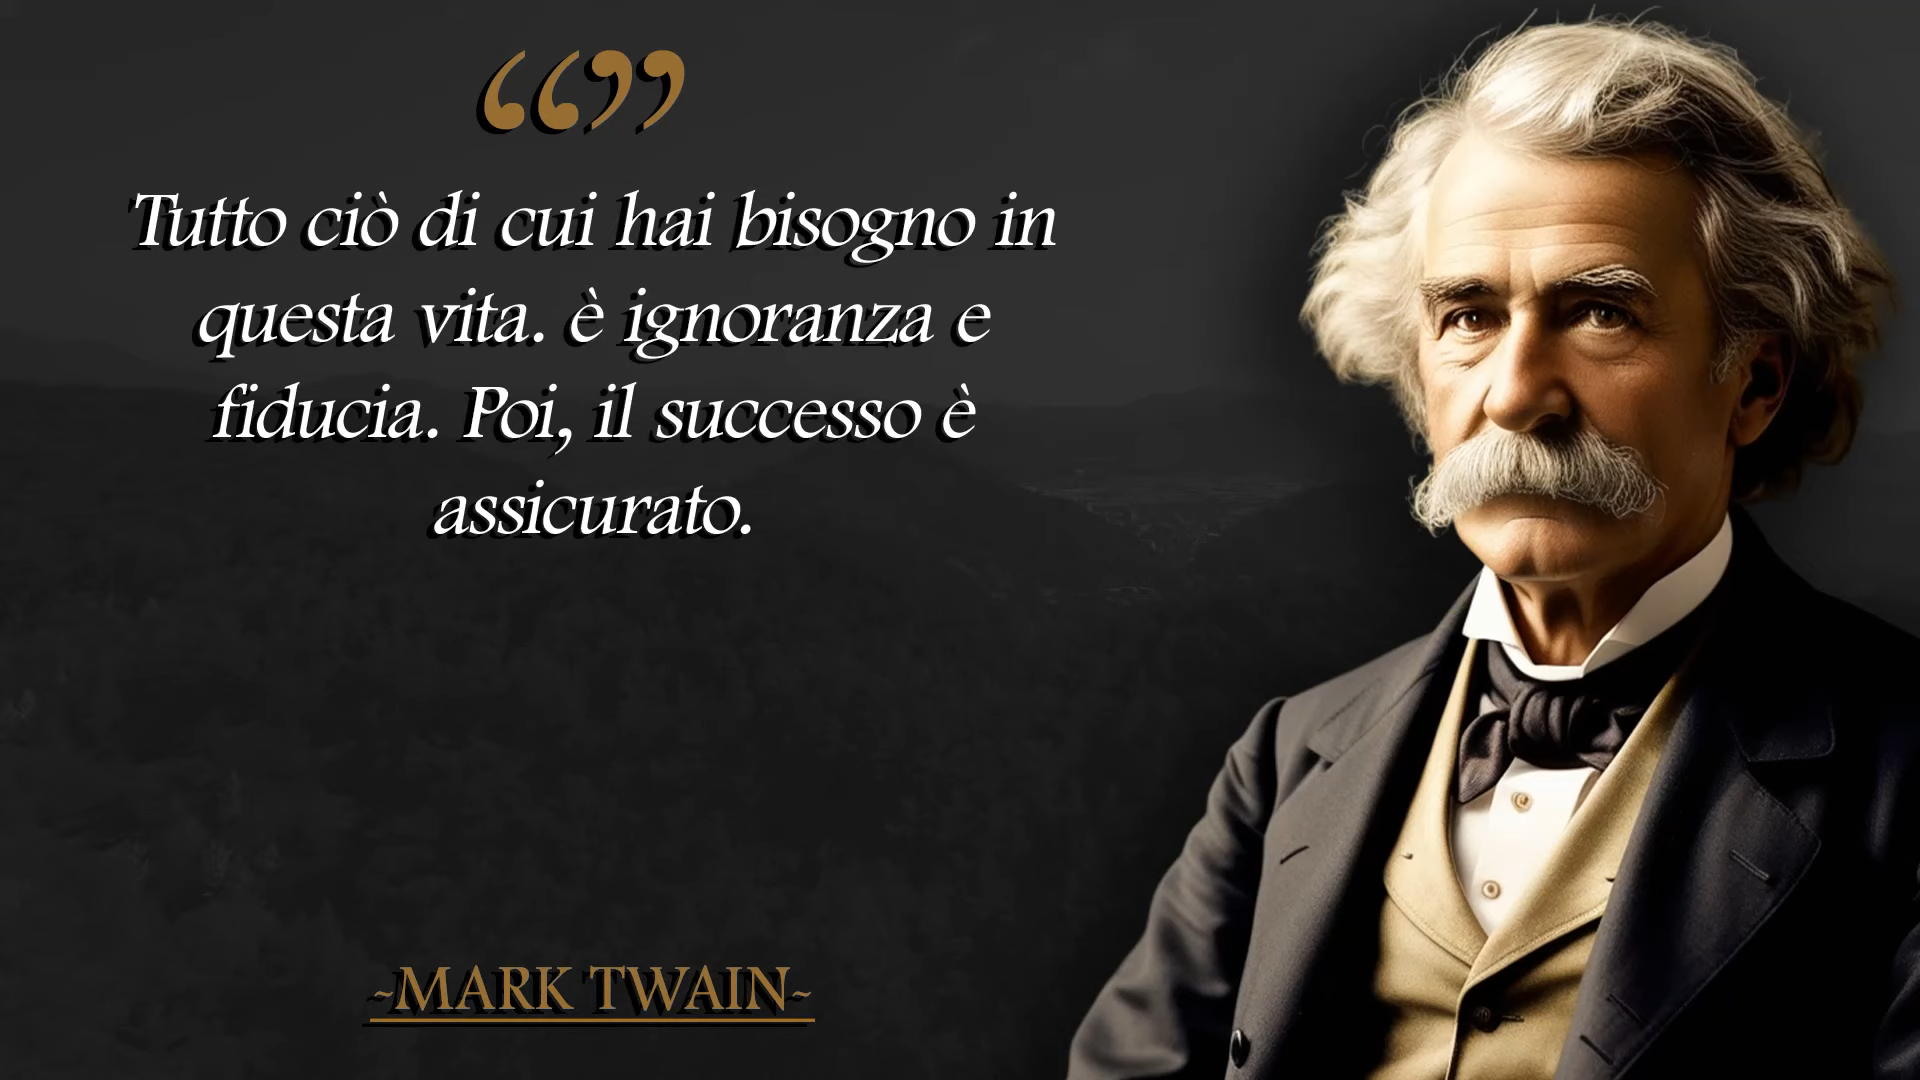 “”
Tutto ciò di cui hai bisogno in
questa vita. è ignoranza e
fiducia. Poi, il successo è
assicurato.
~MARK TWAIN~